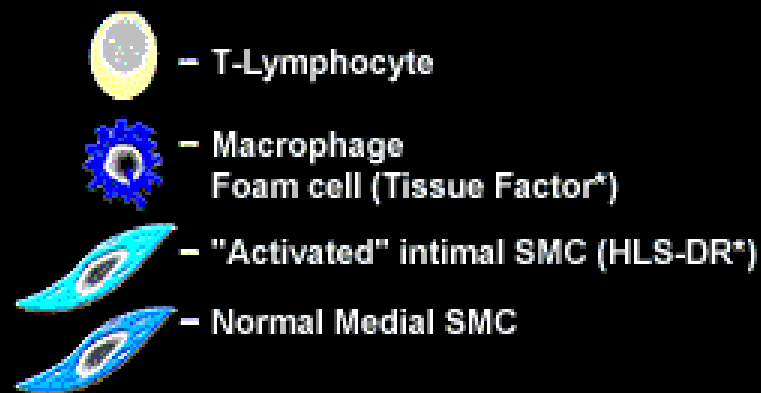 – T-Lymphocyte
– Macrophage
Foam cell (Tissue Factor*)
– "Activated" intimal SMC (HLS-DR*)
– Normal Medial SMC